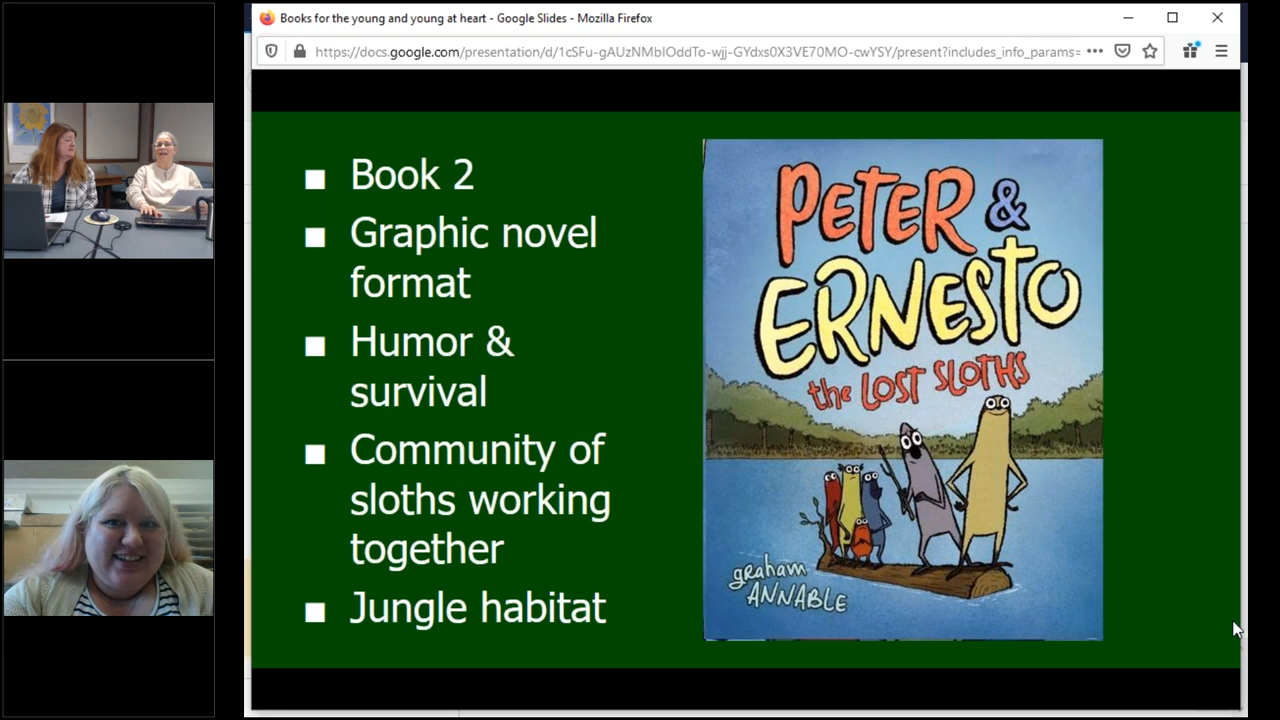 Books for the young and young at heart - Google Slides - Mozilla Firefox
https://docs.google.com/presentation/d/1cSFu-gAUzNMbIOddTo-wjj-GYdxs0X3VE70MO-cwYSY/present?includes_info_params=
■ Book 2
■ Graphic novel
format
■ Humor &
survival
■ Community of
sloths working
together
■ Jungle habitat
PETER &
ERNESTO
the LOST SLOTHS
graham
ANNABLE